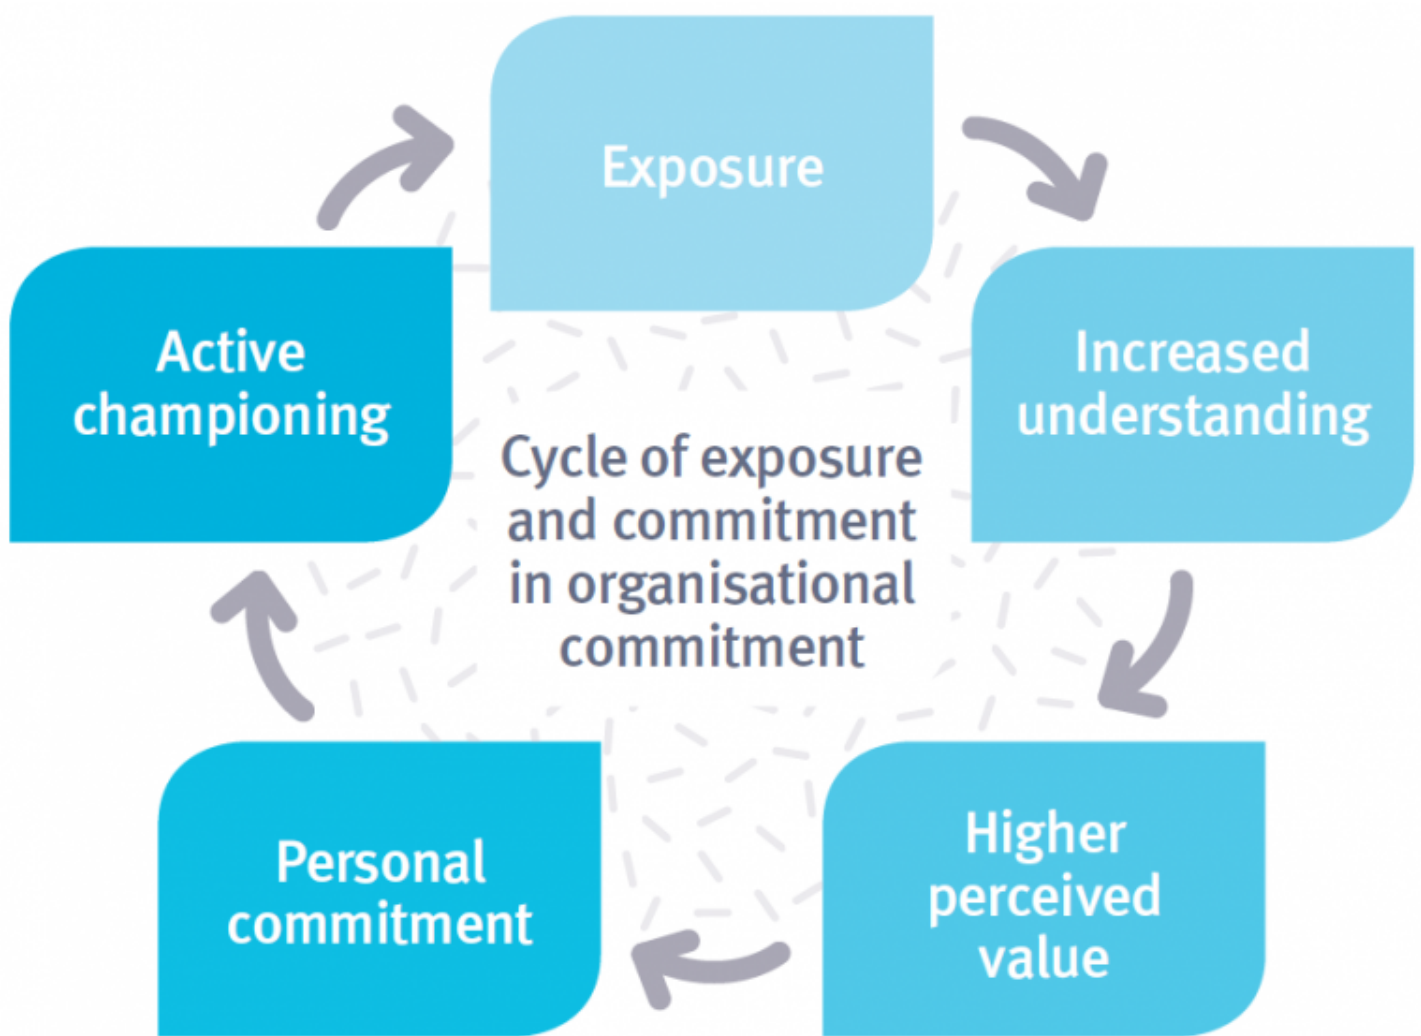 Exposure
Increased
understanding
Higher
perceived
value
Personal
commitment
Active
championing
Cycle of exposure
and commitment
in organisational
commitment